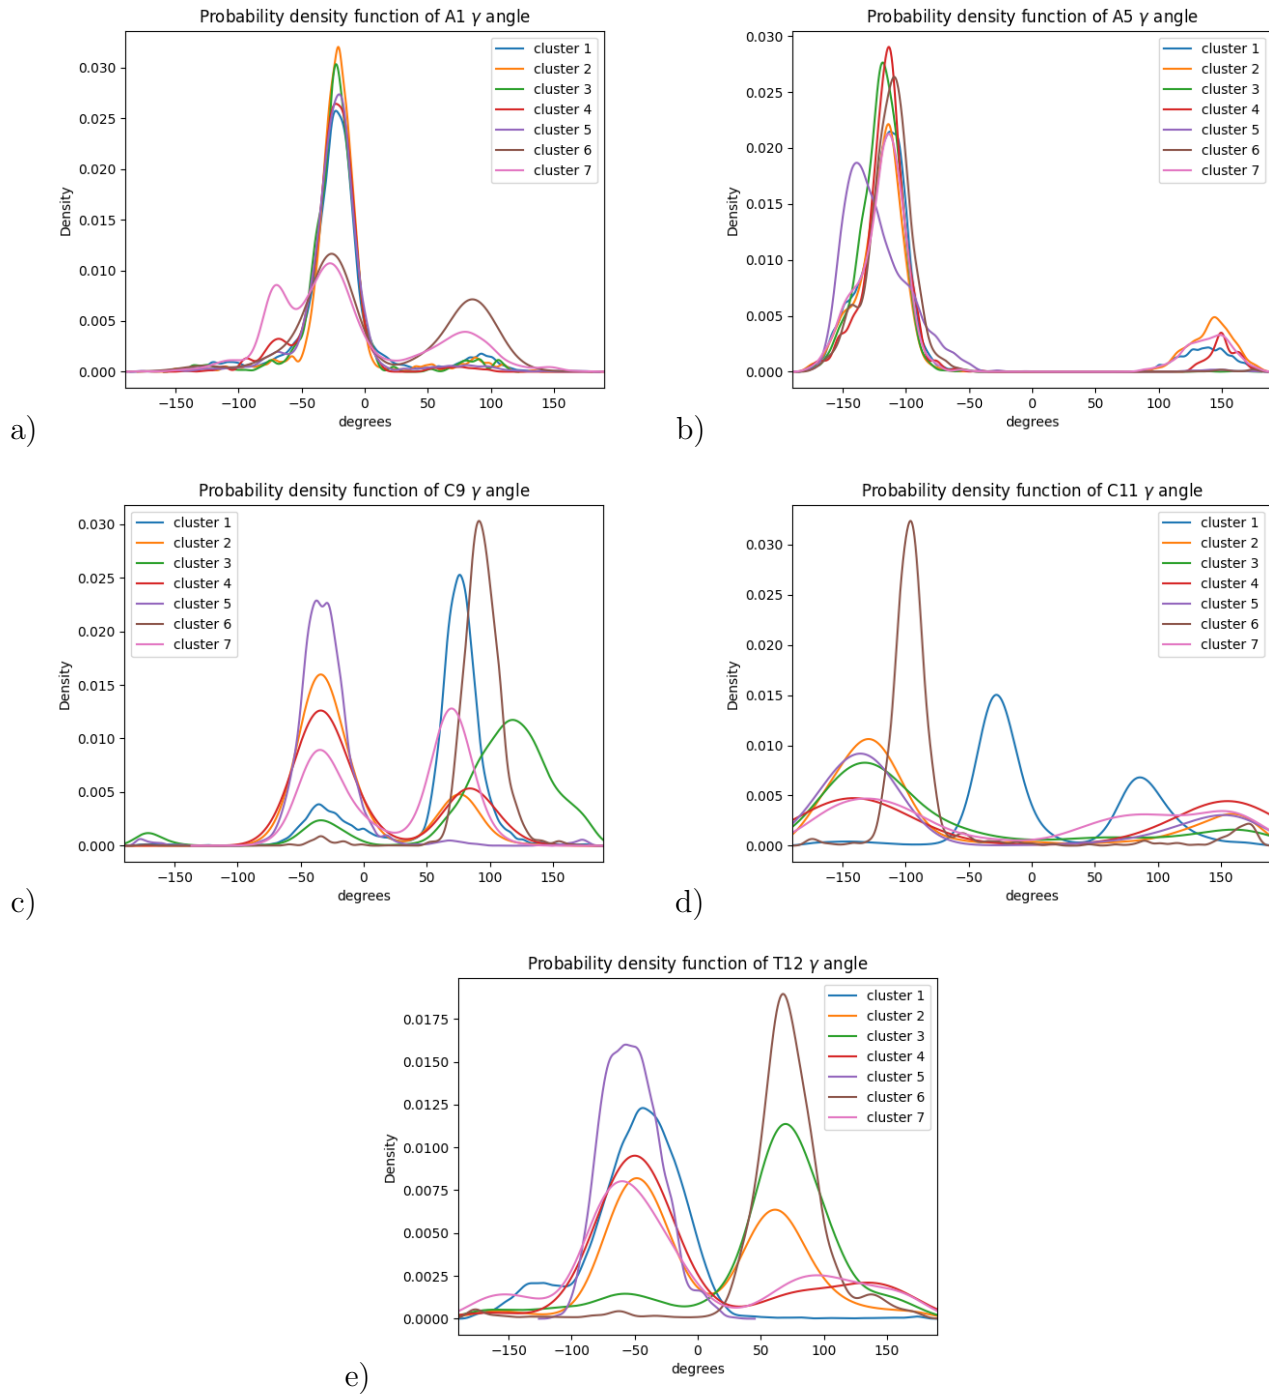 Probability density function of A1 γ angle
0.030
0.025
0.020
0.015
0.010
0.005
0.000
Density
−150 −100 −50 0 50 100 150
degrees
cluster 1
cluster 2
cluster 3
cluster 4
cluster 5
cluster 6
cluster 7
a)
Probability density function of A5 γ angle
0.030
0.025
0.020
0.015
0.010
0.005
0.000
Density
−150 −100 −50 0 50 100 150
degrees
cluster 1
cluster 2
cluster 3
cluster 4
cluster 5
cluster 6
cluster 7
b)
Probability density function of C9 γ angle
0.030
0.025
0.020
0.015
0.010
0.005
0.000
Density
−150 −100 −50 0 50 100 150
degrees
cluster 1
cluster 2
cluster 3
cluster 4
cluster 5
cluster 6
cluster 7
c)
Probability density function of C11 γ angle
0.030
0.025
0.020
0.015
0.010
0.005
0.000
Density
−150 −100 −50 0 50 100 150
degrees
cluster 1
cluster 2
cluster 3
cluster 4
cluster 5
cluster 6
cluster 7
d)
Probability density function of T12 γ angle
0.0175
0.0150
0.0125
0.0100
0.0075
0.0050
0.0025
0.0000
Density
−150 −100 −50 0 50 100 150
degrees
cluster 1
cluster 2
cluster 3
cluster 4
cluster 5
cluster 6
cluster 7
e)